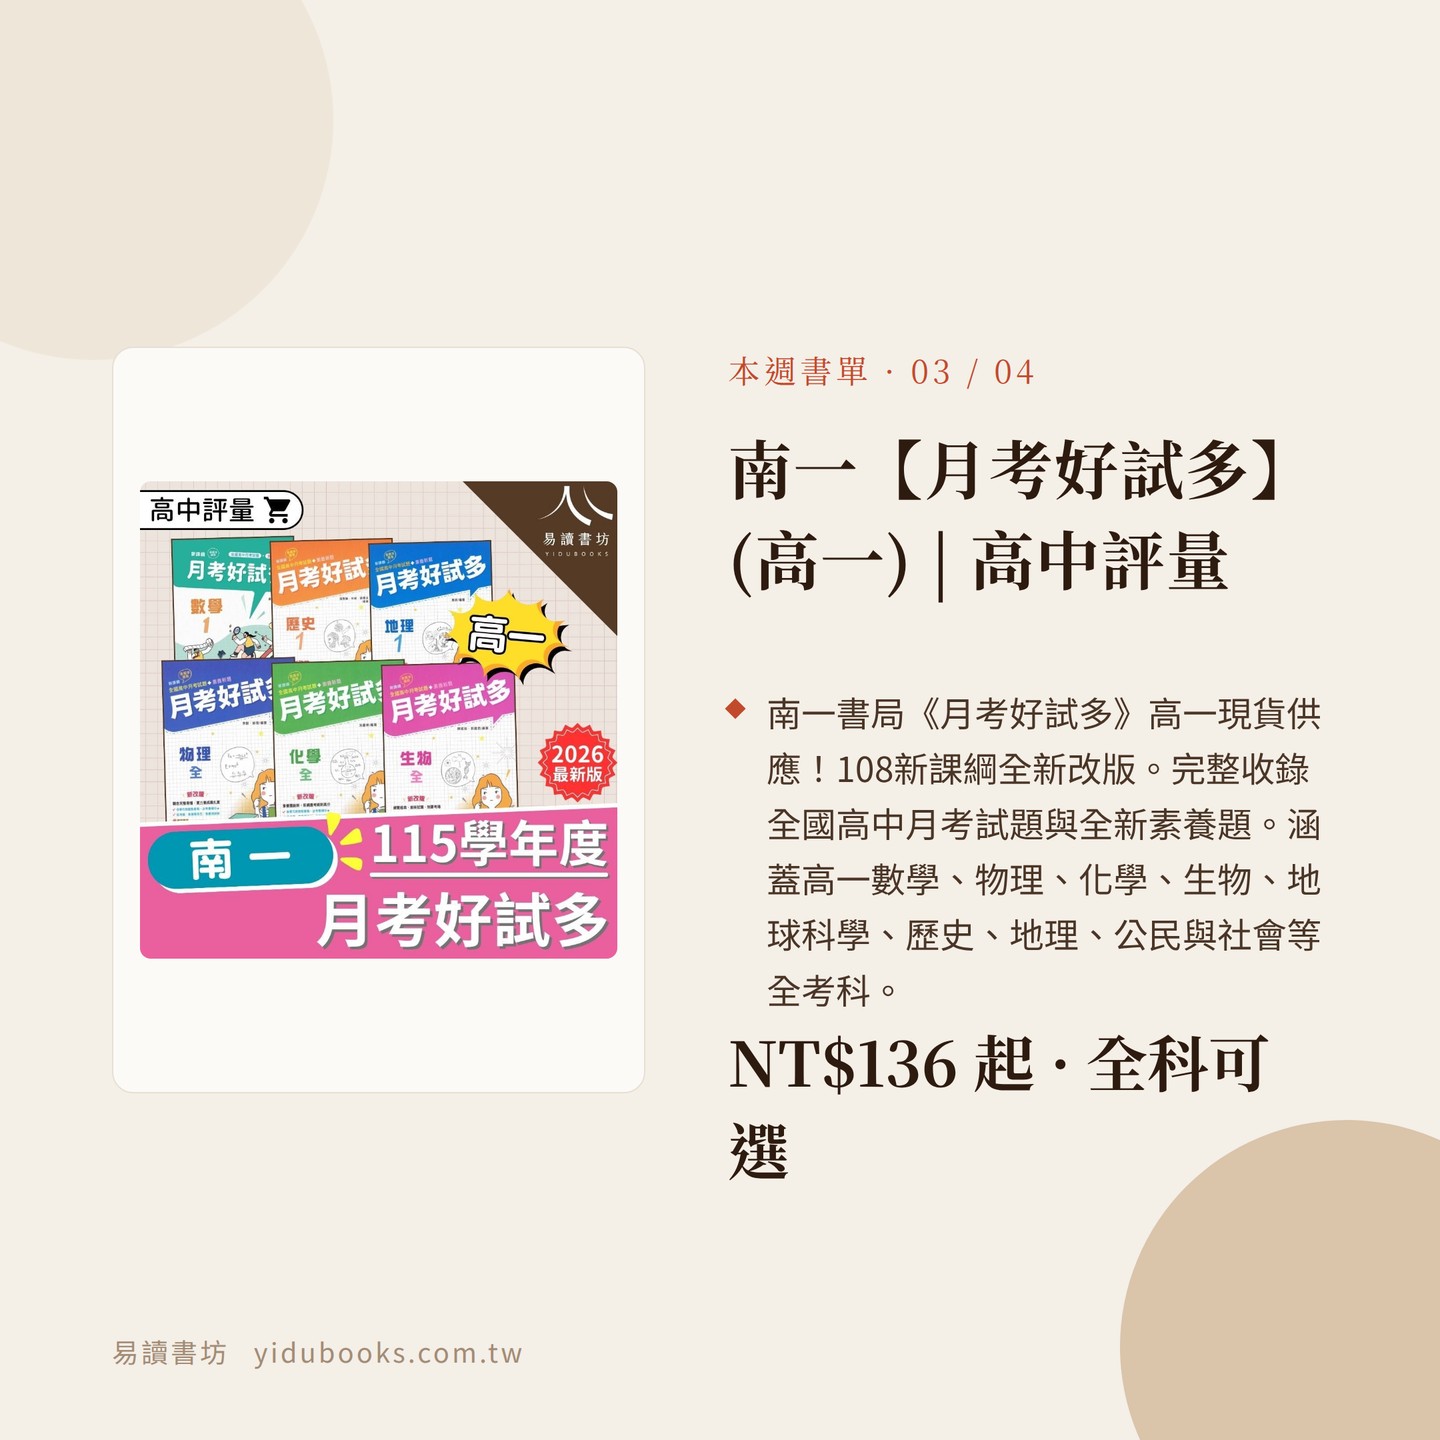 本週書單 · 03 / 04
南一【月考好試多】
(高一) | 高中評量
南一書局《月考好試多》高一現貨供
應！108新課綱全新改版。完整收錄
全國高中月考試題與全新素養題。涵
蓋高一數學、物理、化學、生物、地
球科學、歷史、地理、公民與社會等
全考科。
NT$136 起 · 全科可
選
高中評量
易讀書坊
YIDUBOOKS
月考好試
數學
1
月考好試
歷史
1
月考好試多
地理
1
高一
月考好試
物理
全
月考好試
化學
全
月考好試多
生物
全
2026
最新版
南一
115學年度
月考好試多
易讀書坊 yidubooks.com.tw